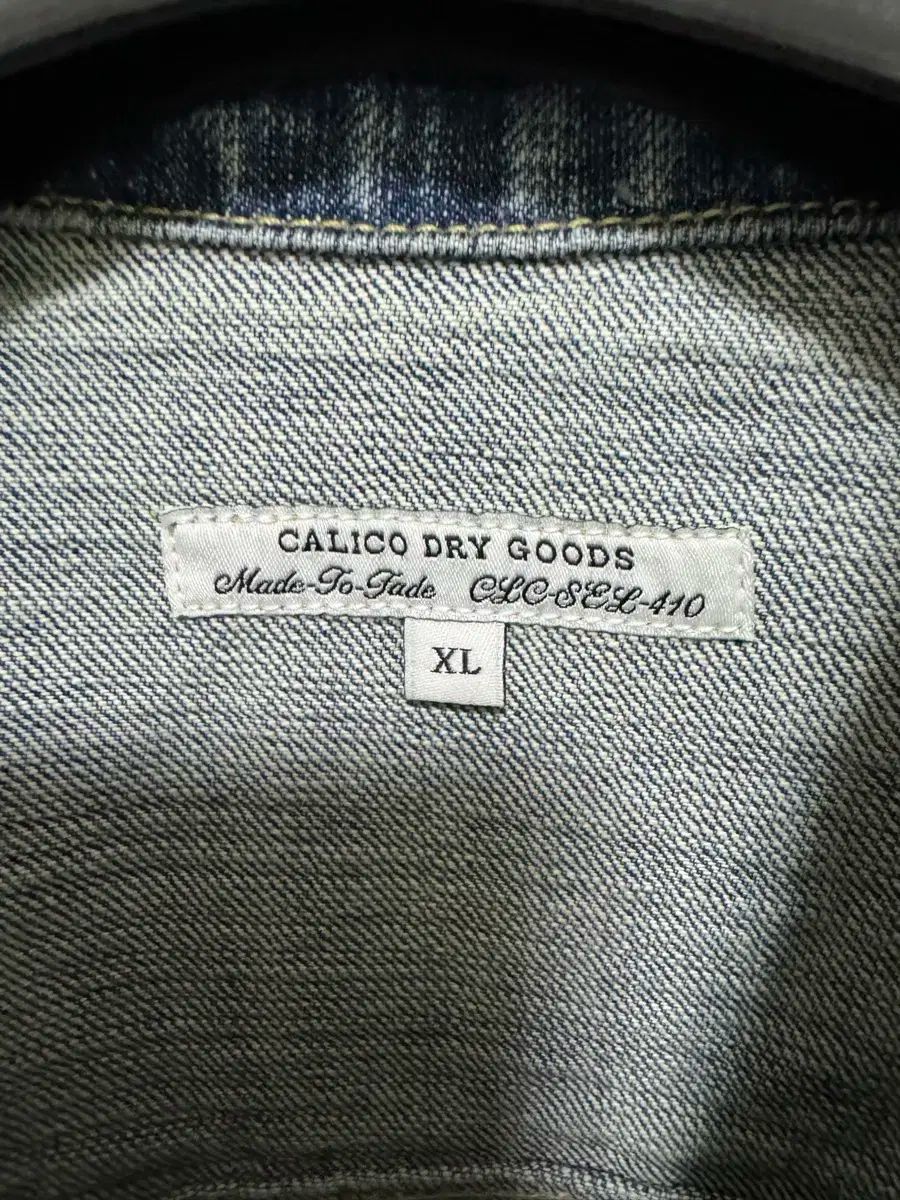 CALICO DRY GOODS
Made-To-Fade CLC-SEL-410
XL